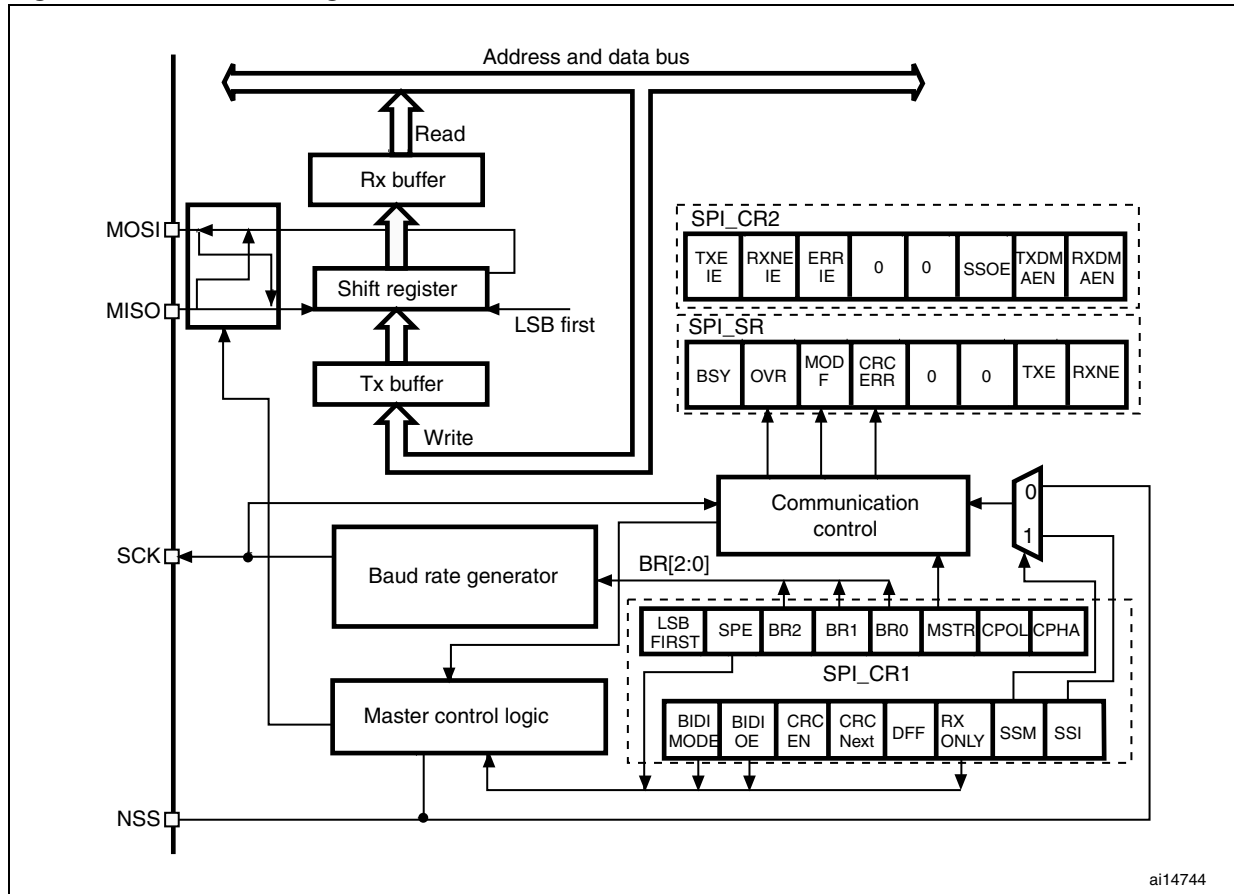 Address and data bus
Read
Rx buffer
MOSI
SPI_CR2
TXE
IE
RXNE
IE
ERR
IE
0
0
SSOE
TXDM
AEN
RXDM
AEN
Shift register
MISO
LSB first
SPI_SR
BSY
OVR
MOD
F
CRC
ERR
0
0
TXE
RXNE
Tx buffer
Write
Communication
control
0
1
SCK
Baud rate generator
BR[2:0]
LSB
FIRST
SPE
BR2
BR1
BR0
MSTR
CPOL
CPHA
SPI_CR1
Master control logic
BIDI
MODE
BIDI
OE
CRC
EN
CRC
Next
DFF
RX
ONLY
SSM
SSI
NSS
ai14744